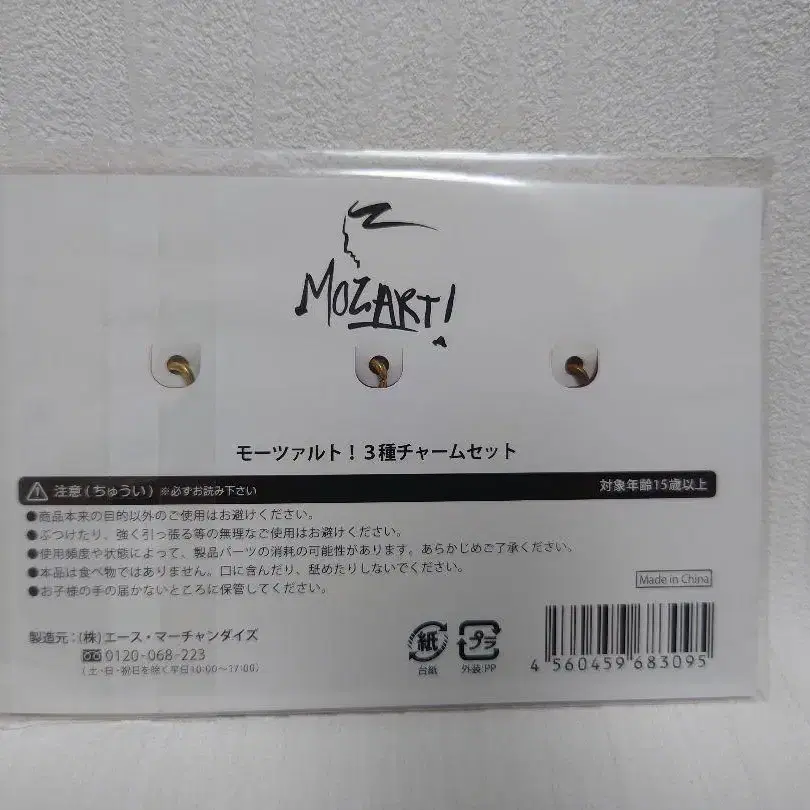 MOZART!
モーツァルト！３種チャームセット
注意(ちゅうい) ※必ずお読み下さい 対象年齢15歳以上
●商品本来の目的以外のご使用はお避けください。
●ぶつけたり、強く引っ張る等の無理なご使用はお避けください。
●使用頻度や状態によって、製品パーツの消耗の可能性があります。あらかじめご了承ください。
●本品は食べ物ではありません。口に含んだり、舐めたりしないでください。
●お子様の手の届かないところに保管してください。
Made in China
製造元：(株)エース・マーチャンダイズ
0120-068-223
(土・日・祝日を除く平日10:00～17:00)
紙
台紙
プラ
外装:PP
4 560459 683095